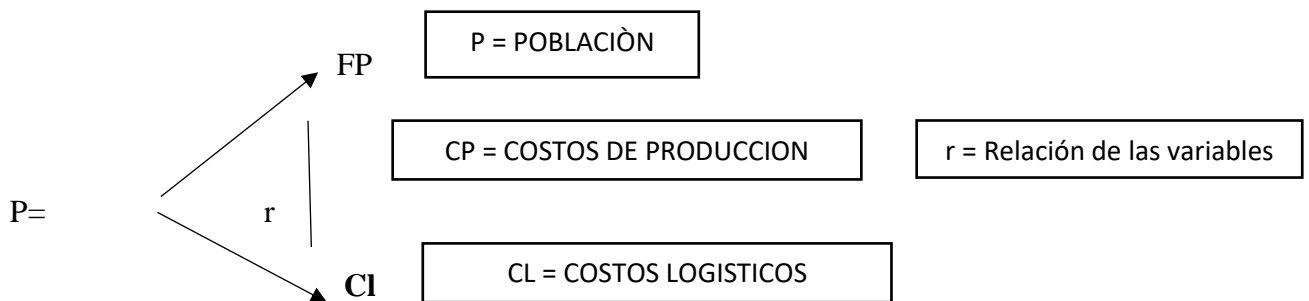 P = POBLACIÒN
FP
CP = COSTOS DE PRODUCCION
r = Relación de las variables
P=
r
CL = COSTOS LOGISTICOS
Cl